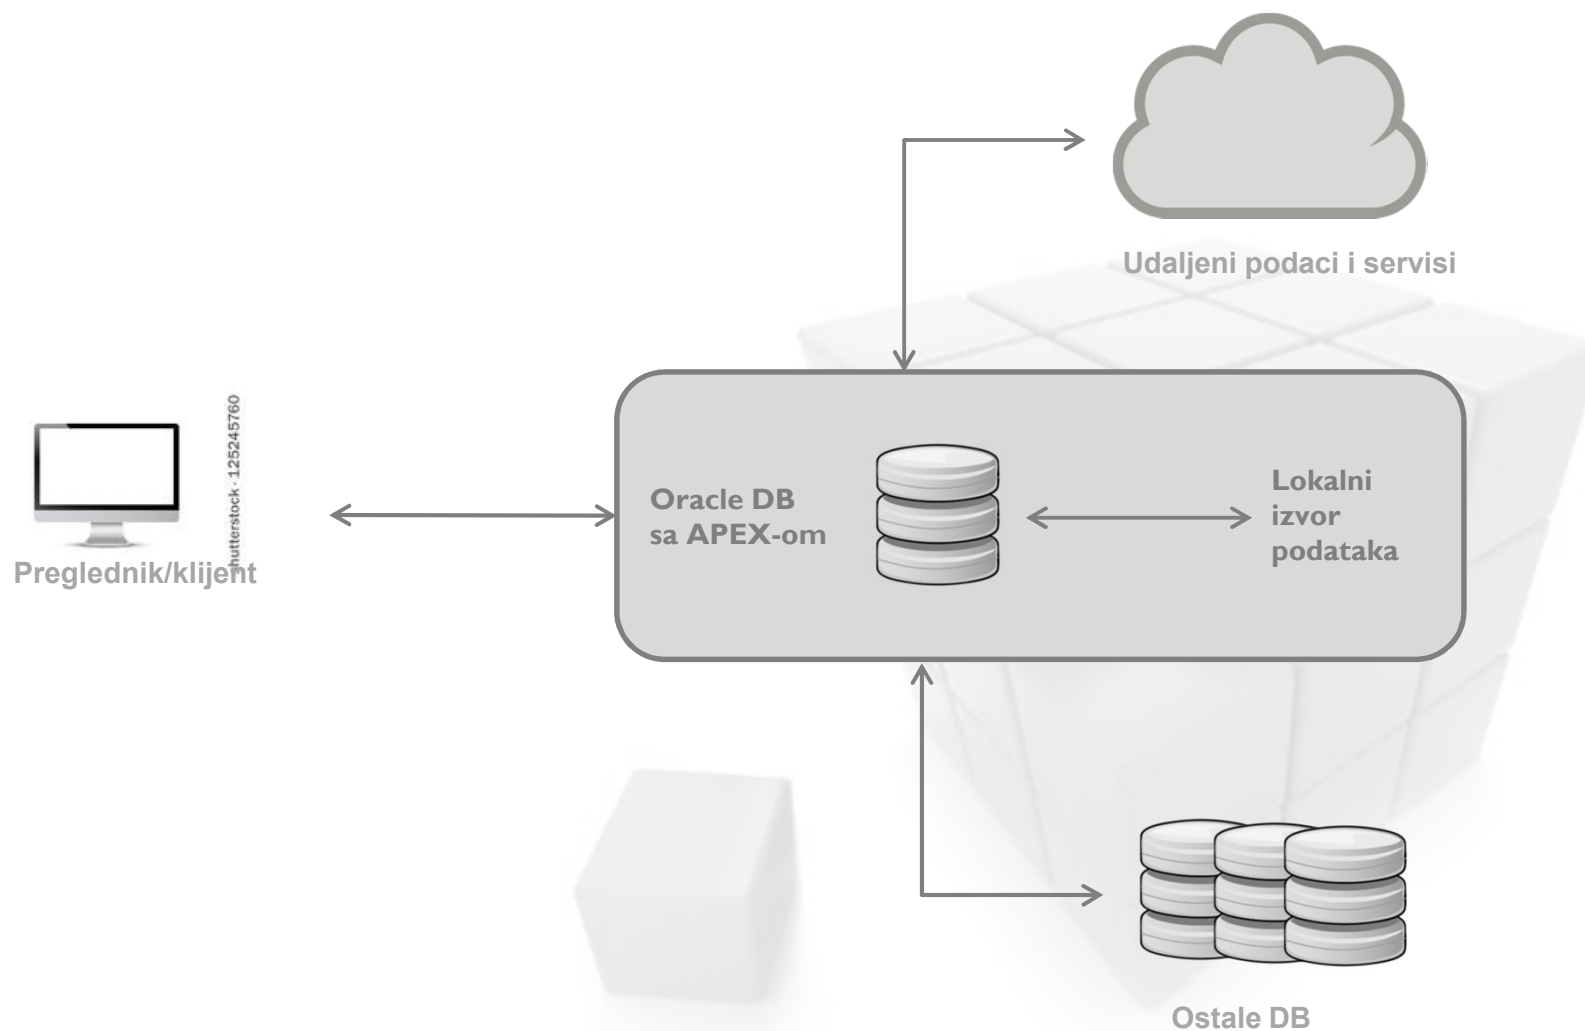 Udaljeni podaci i servisi
Oracle DB
sa APEX-om
Lokalni
izvor
podataka
shutterstock · 125245760
Preglednik/klijent
Ostale DB